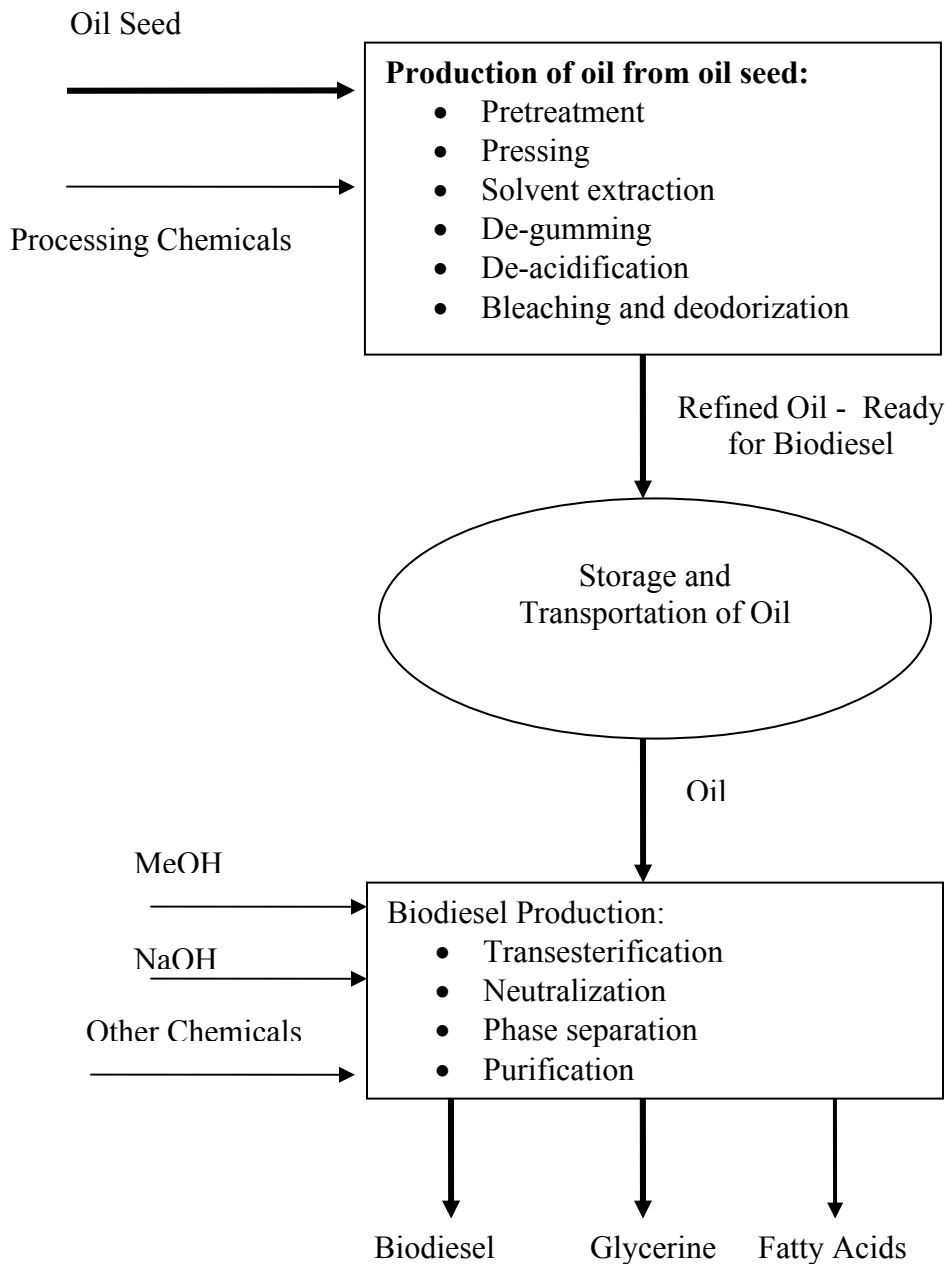 Oil Seed
Production of oil from oil seed:
• Pretreatment
• Pressing
• Solvent extraction
• De-gumming
• De-acidification
• Bleaching and deodorization
Processing Chemicals
Refined Oil - Ready
for Biodiesel
Storage and
Transportation of Oil
Oil
MeOH
NaOH
Other Chemicals
Biodiesel Production:
• Transesterification
• Neutralization
• Phase separation
• Purification
Biodiesel
Glycerine
Fatty Acids